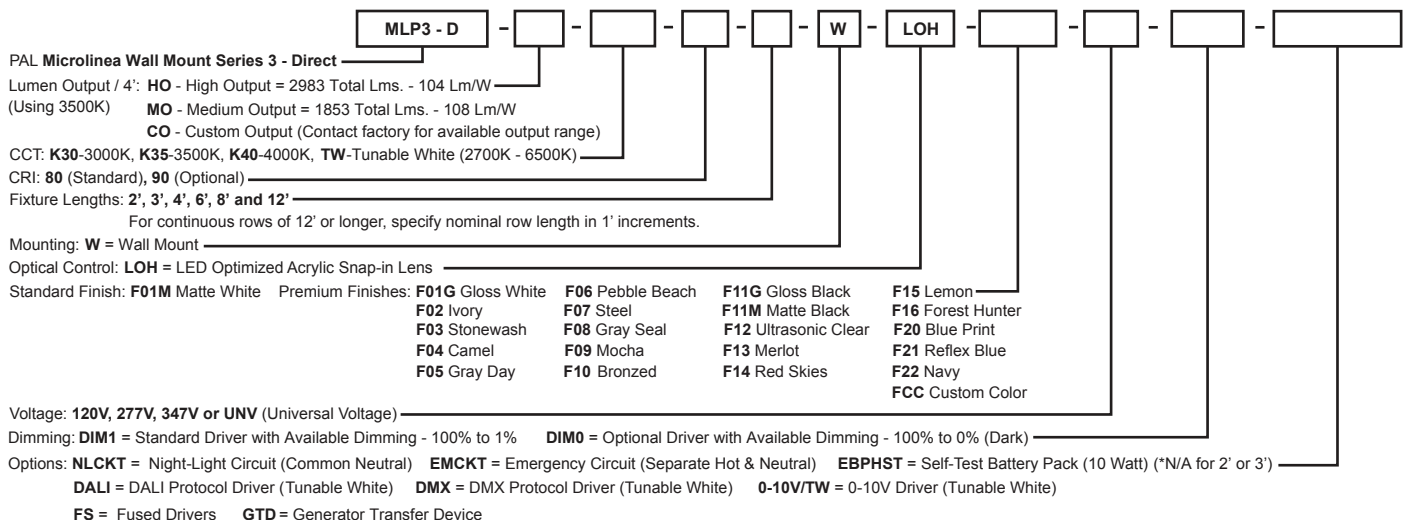 MLP3 - D - - - - - W - LOH - - - -
PAL Microlinea Wall Mount Series 3 - Direct
Lumen Output / 4': HO - High Output = 2983 Total Lms. - 104 Lm/W
(Using 3500K) MO - Medium Output = 1853 Total Lms. - 108 Lm/W
CO - Custom Output (Contact factory for available output range)
CCT: K30-3000K, K35-3500K, K40-4000K, TW-Tunable White (2700K - 6500K)
CRI: 80 (Standard), 90 (Optional)
Fixture Lengths: 2', 3', 4', 6', 8' and 12'
For continuous rows of 12' or longer, specify nominal row length in 1' increments.
Mounting: W = Wall Mount
Optical Control: LOH = LED Optimized Acrylic Snap-in Lens
Standard Finish: F01M Matte White Premium Finishes: F01G Gloss White F06 Pebble Beach F11G Gloss Black F15 Lemon
F02 Ivory F07 Steel F11M Matte Black F16 Forest Hunter
F03 Stonewash F08 Gray Seal F12 Ultrasonic Clear F20 Blue Print
F04 Camel F09 Mocha F13 Merlot F21 Reflex Blue
F05 Gray Day F10 Bronzed F14 Red Skies F22 Navy
FCC Custom Color
Voltage: 120V, 277V, 347V or UNV (Universal Voltage)
Dimming: DIM1 = Standard Driver with Available Dimming - 100% to 1% DIM0 = Optional Driver with Available Dimming - 100% to 0% (Dark)
Options: NLCKT = Night-Light Circuit (Common Neutral) EMCKT = Emergency Circuit (Separate Hot & Neutral) EBPHST = Self-Test Battery Pack (10 Watt) (*N/A for 2' or 3')
DALI = DALI Protocol Driver (Tunable White) DMX = DMX Protocol Driver (Tunable White) 0-10V/TW = 0-10V Driver (Tunable White)
FS = Fused Drivers GTD = Generator Transfer Device